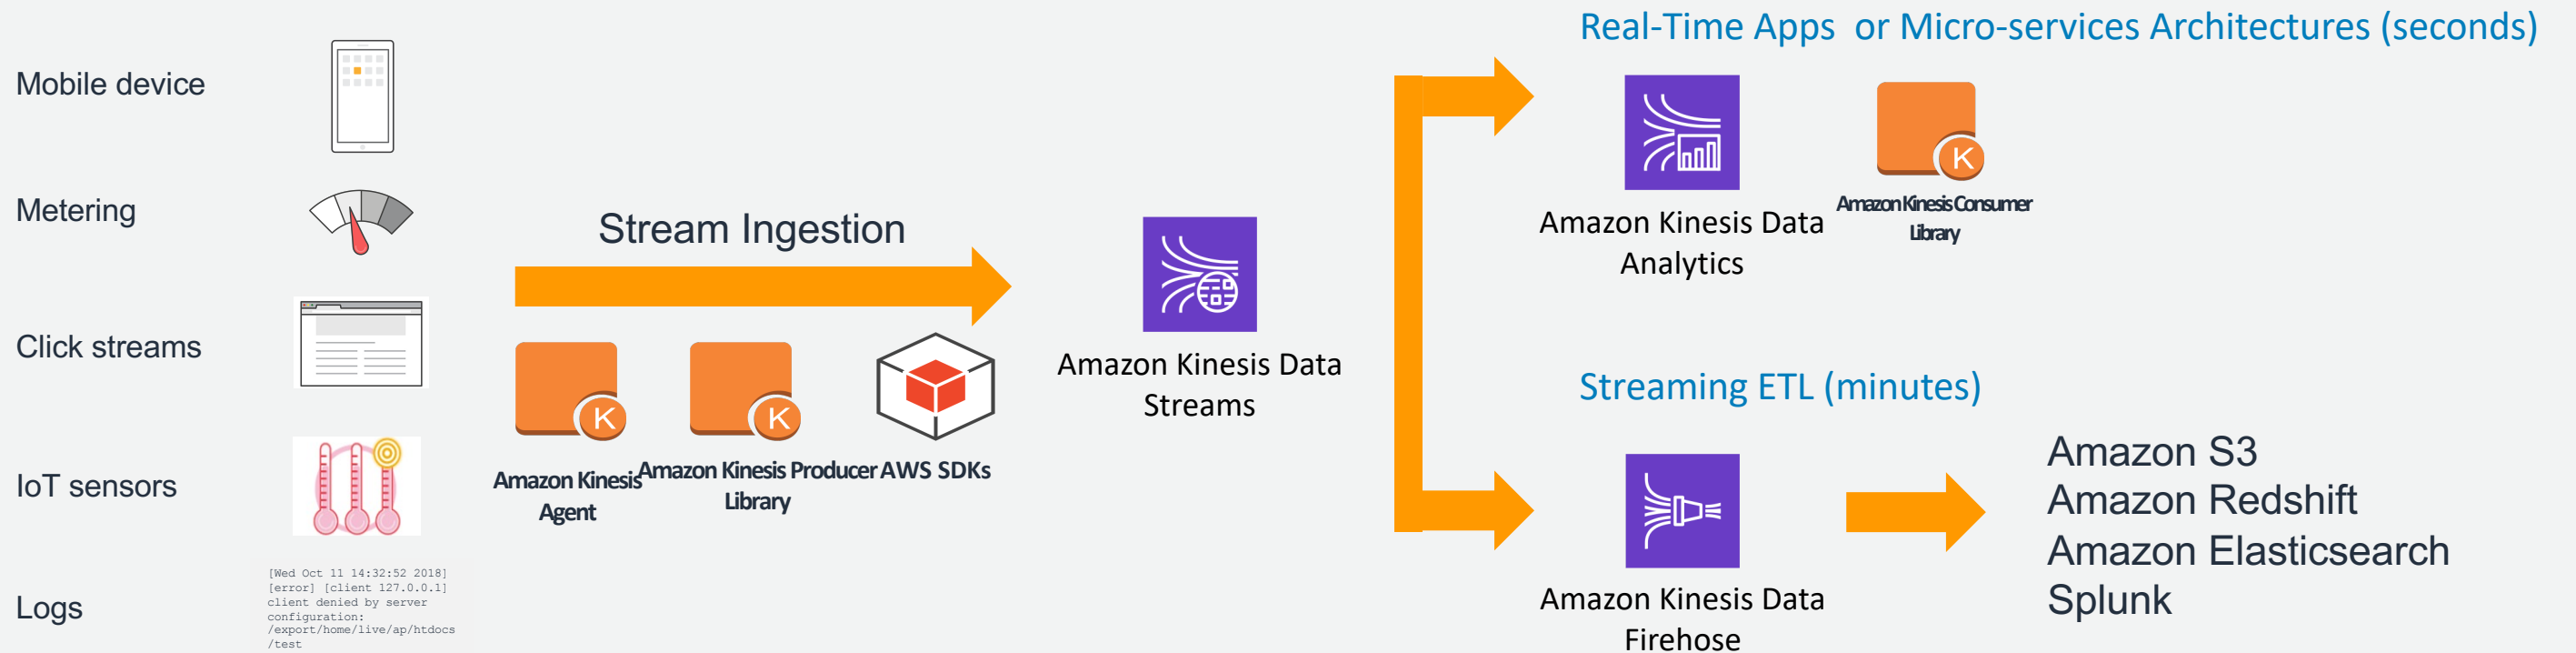 Mobile device
Metering
Click streams
IoT sensors
Logs
[Wed Oct 11 14:32:52 2018]
[error] [client 127.0.0.1]
client denied by server
configuration:
/export/home/live/ap/htdocs
/test
Stream Ingestion
Amazon Kinesis
Agent
Amazon Kinesis Producer
Library
AWS SDKs
Amazon Kinesis Data
Streams
Real-Time Apps or Micro-services Architectures (seconds)
Amazon Kinesis Data
Analytics
Amazon Kinesis Consumer
Library
Streaming ETL (minutes)
Amazon Kinesis Data
Firehose
Amazon S3
Amazon Redshift
Amazon Elasticsearch
Splunk
K
K
K